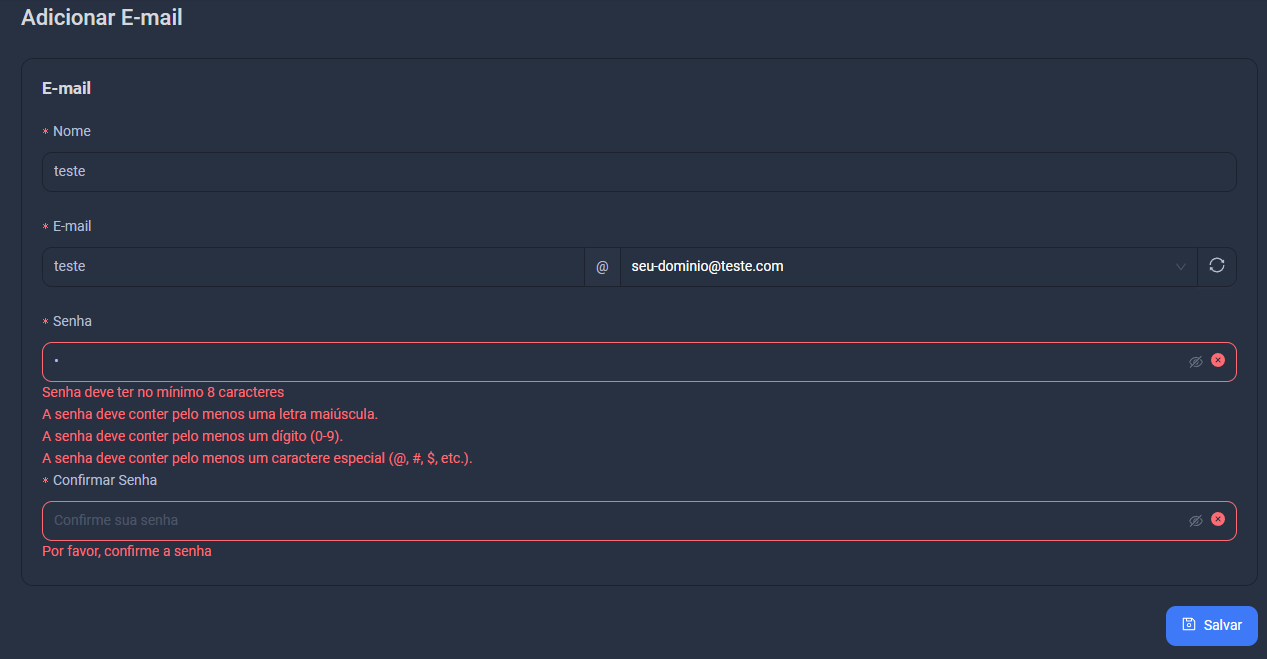 Adicionar E-mail
E-mail
* Nome
teste
* E-mail
teste @ seu-dominio@teste.com
* Senha
•
Senha deve ter no mínimo 8 caracteres
A senha deve conter pelo menos uma letra maiúscula.
A senha deve conter pelo menos um dígito (0-9).
A senha deve conter pelo menos um caractere especial (@, #, $, etc.).
* Confirmar Senha
Confirme sua senha
Por favor, confirme a senha
Salvar